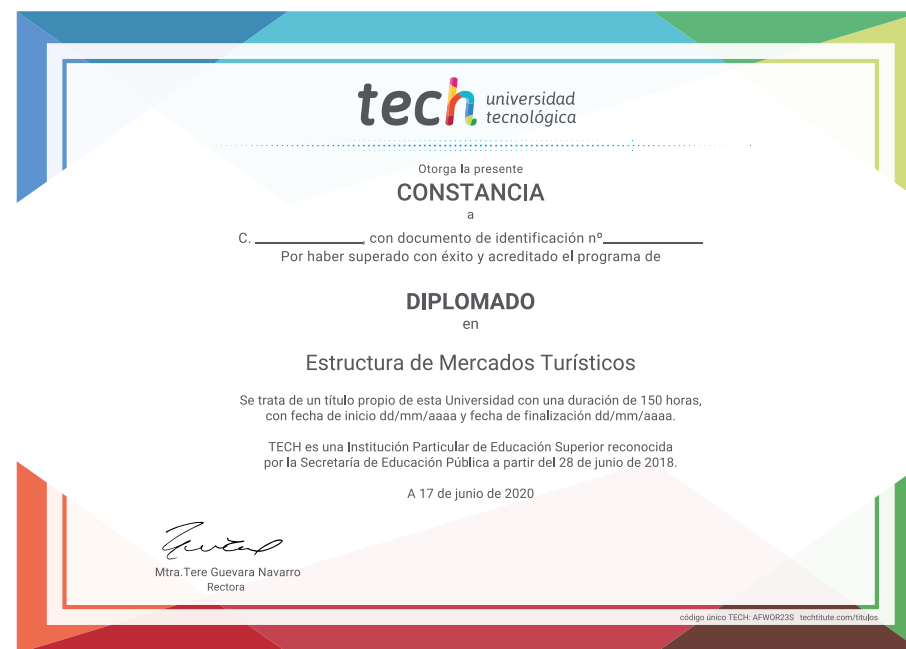 tech universidad
tecnológica
Otorga la presente
CONSTANCIA
a
C. ____________, con documento de identificación nº___________
Por haber superado con éxito y acreditado el programa de
DIPLOMADO
en
Estructura de Mercados Turísticos
Se trata de un título propio de esta Universidad con una duración de 150 horas,
con fecha de inicio dd/mm/aaaa y fecha de finalización dd/mm/aaaa.
TECH es una Institución Particular de Educación Superior reconocida
por la Secretaría de Educación Pública a partir del 28 de junio de 2018.
A 17 de junio de 2020
Mtra.Tere Guevara Navarro
Rectora
código único TECH: AFWOR23S techtitute.com/titulos